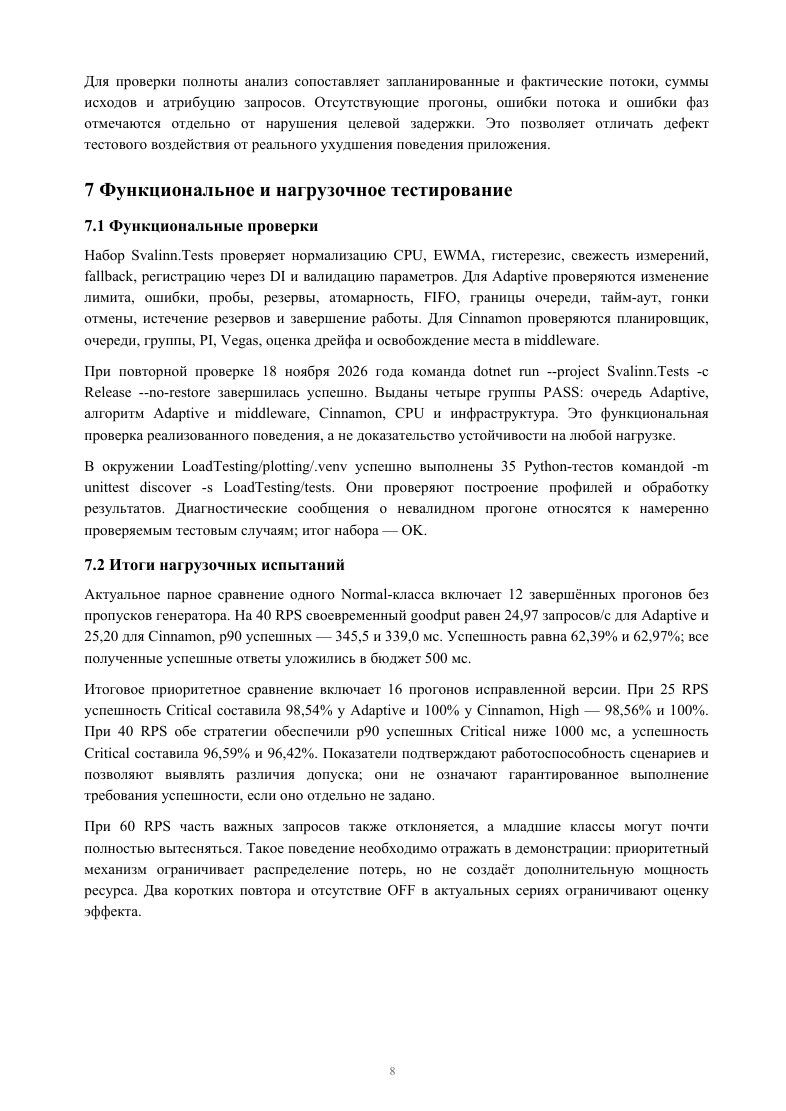 Для проверки полноты анализ сопоставляет запланированные и фактические потоки, суммы
исходов и атрибуцию запросов. Отсутствующие прогоны, ошибки потока и ошибки фаз
отмечаются отдельно от нарушения целевой задержки. Это позволяет отличать дефект
тестового воздействия от реального ухудшения поведения приложения.
7 Функциональное и нагрузочное тестирование
7.1 Функциональные проверки
Набор Svalinn.Tests проверяет нормализацию CPU, EWMA, гистерезис, свежесть измерений,
fallback, регистрацию через DI и валидацию параметров. Для Adaptive проверяются изменение
лимита, ошибки, пробы, резервы, атомарность, FIFO, границы очереди, тайм-аут, гонки
отмены, истечение резервов и завершение работы. Для Cinnamon проверяются планировщик,
очереди, группы, PI, Vegas, оценка дрейфа и освобождение места в middleware.
При повторной проверке 18 ноября 2026 года команда dotnet run --project Svalinn.Tests -c
Release --no-restore завершилась успешно. Выданы четыре группы PASS: очередь Adaptive,
алгоритм Adaptive и middleware, Cinnamon, CPU и инфраструктура. Это функциональная
проверка реализованного поведения, а не доказательство устойчивости на любой нагрузке.
В окружении LoadTesting/plotting/.venv успешно выполнены 35 Python-тестов командой -m
unittest discover -s LoadTesting/tests. Они проверяют построение профилей и обработку
результатов. Диагностические сообщения о невалидном прогоне относятся к намеренно
проверяемым тестовым случаям; итог набора — OK.
7.2 Итоги нагрузочных испытаний
Актуальное парное сравнение одного Normal-класса включает 12 завершённых прогонов без
пропусков генератора. На 40 RPS своевременный goodput равен 24,97 запросов/с для Adaptive и
25,20 для Cinnamon, p90 успешных — 345,5 и 339,0 мс. Успешность равна 62,39% и 62,97%; все
полученные успешные ответы уложились в бюджет 500 мс.
Итоговое приоритетное сравнение включает 16 прогонов исправленной версии. При 25 RPS
успешность Critical составила 98,54% у Adaptive и 100% у Cinnamon, High — 98,56% и 100%.
При 40 RPS обе стратегии обеспечили p90 успешных Critical ниже 1000 мс, а успешность
Critical составила 96,59% и 96,42%. Показатели подтверждают работоспособность сценариев и
позволяют выявлять различия допуска; они не означают гарантированное выполнение
требования успешности, если оно отдельно не задано.
При 60 RPS часть важных запросов также отклоняется, а младшие классы могут почти
полностью вытесняться. Такое поведение необходимо отражать в демонстрации: приоритетный
механизм ограничивает распределение потерь, но не создаёт дополнительную мощность
ресурса. Два коротких повтора и отсутствие OFF в актуальных сериях ограничивают оценку
эффекта.
8